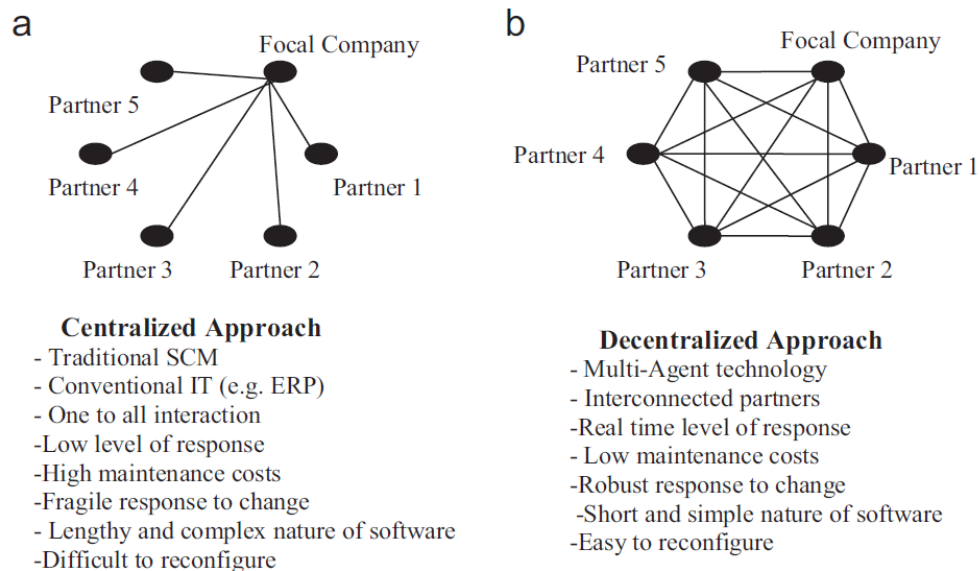 a
Focal Company
Partner 5
Partner 4
Partner 1
Partner 3
Partner 2
Centralized Approach
- Traditional SCM
- Conventional IT (e.g. ERP)
- One to all interaction
-Low level of response
-High maintenance costs
-Fragile response to change
- Lengthy and complex nature of software
-Difficult to reconfigure
b
Focal Company
Partner 5
Partner 4
Partner 1
Partner 3
Partner 2
Decentralized Approach
- Multi-Agent technology
- Interconnected partners
-Real time level of response
- Low maintenance costs
-Robust response to change
-Short and simple nature of software
-Easy to reconfigure